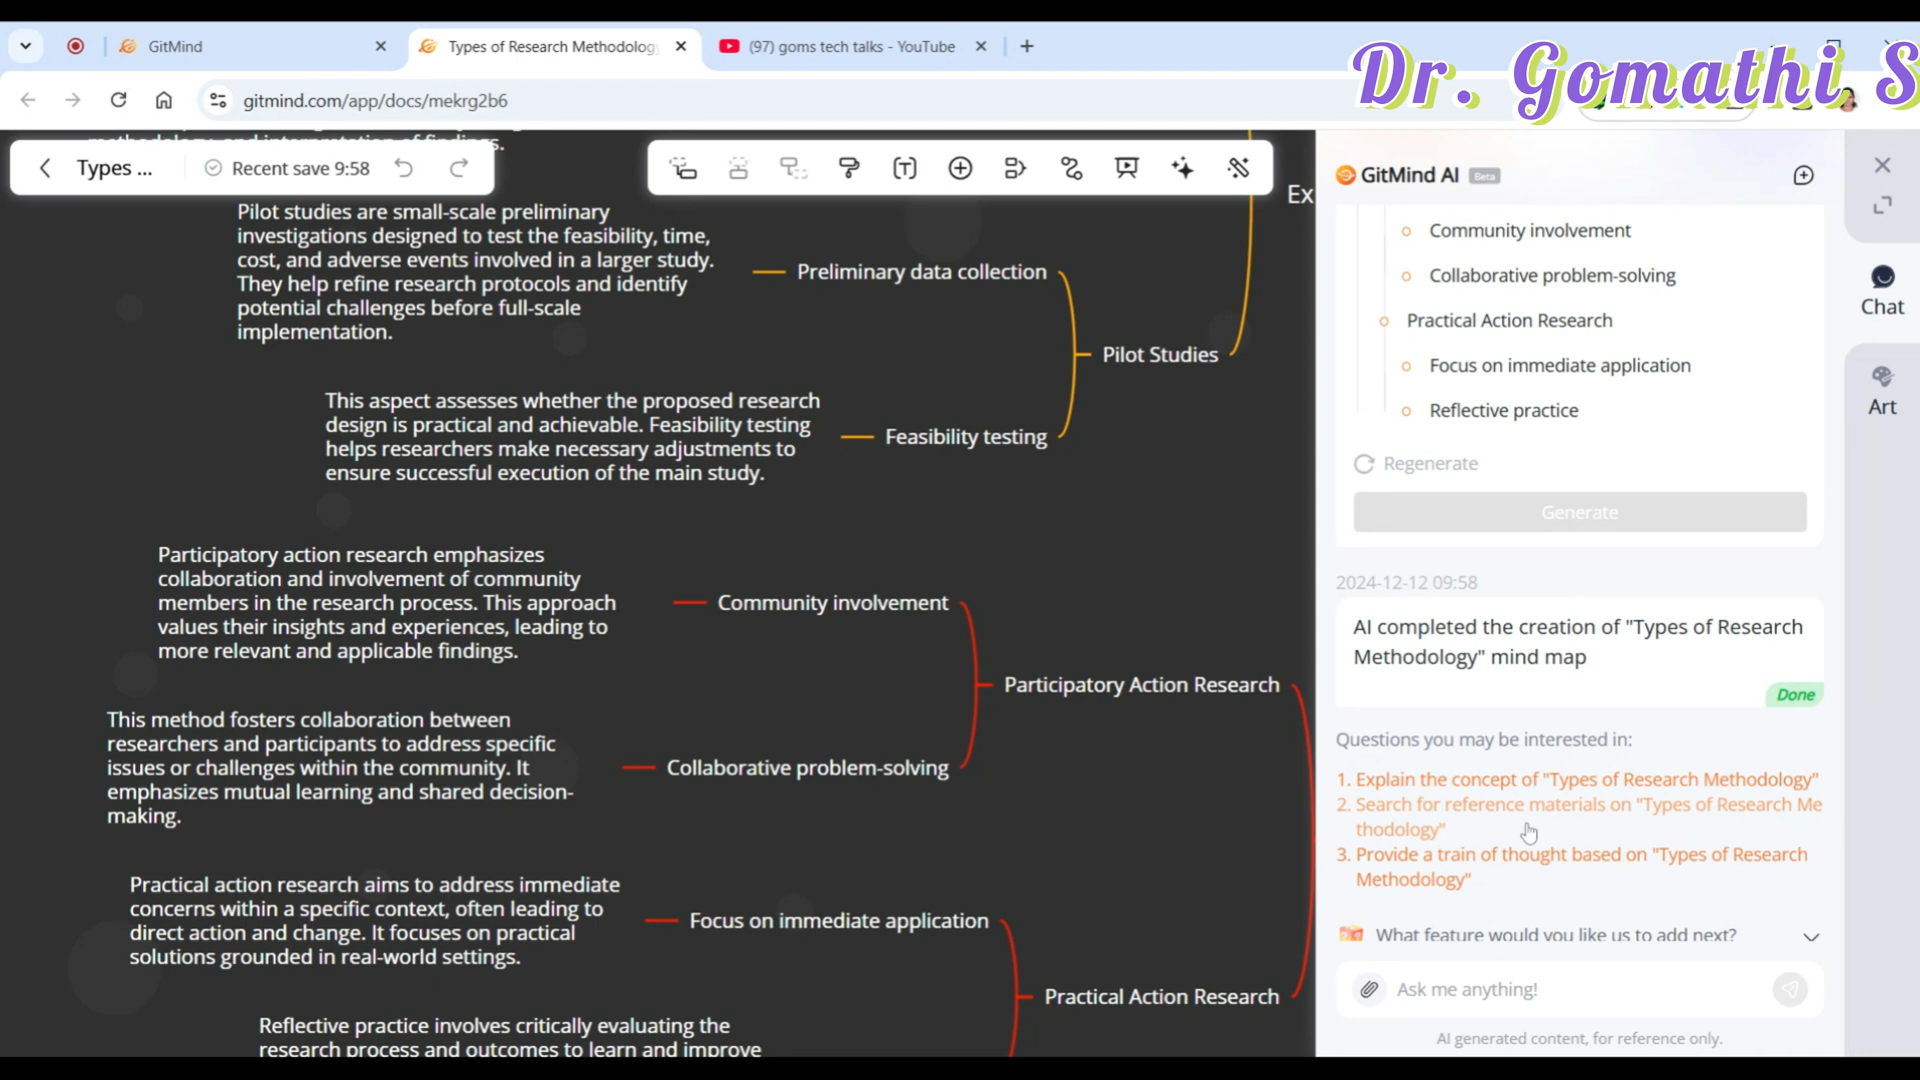 GitMind
Types of Research Methodology
(97) goms tech talks - YouTube
Dr. Gomathi S
gitmind.com/app/docs/mekrg2b6
methodology, and interpretation of findings.
Types ...
Recent save 9:58
Ex
Pilot studies are small-scale preliminary
investigations designed to test the feasibility, time,
cost, and adverse events involved in a larger study.
They help refine research protocols and identify
potential challenges before full-scale
implementation.
Preliminary data collection
Pilot Studies
This aspect assesses whether the proposed research
design is practical and achievable. Feasibility testing
helps researchers make necessary adjustments to
ensure successful execution of the main study.
Feasibility testing
Participatory action research emphasizes
collaboration and involvement of community
members in the research process. This approach
values their insights and experiences, leading to
more relevant and applicable findings.
Community involvement
Participatory Action Research
This method fosters collaboration between
researchers and participants to address specific
issues or challenges within the community. It
emphasizes mutual learning and shared decision-
making.
Collaborative problem-solving
Practical action research aims to address immediate
concerns within a specific context, often leading to
direct action and change. It focuses on practical
solutions grounded in real-world settings.
Focus on immediate application
Practical Action Research
Reflective practice involves critically evaluating the
research process and outcomes to learn and improve
GitMind AI Beta
Community involvement
Collaborative problem-solving
Practical Action Research
Focus on immediate application
Reflective practice
Regenerate
Generate
2024-12-12 09:58
AI completed the creation of "Types of Research
Methodology" mind map
Done
Questions you may be interested in:
1. Explain the concept of "Types of Research Methodology"
2. Search for reference materials on "Types of Research Me
thodology"
3. Provide a train of thought based on "Types of Research
Methodology"
What feature would you like us to add next?
Ask me anything!
AI generated content, for reference only.
Chat
Art